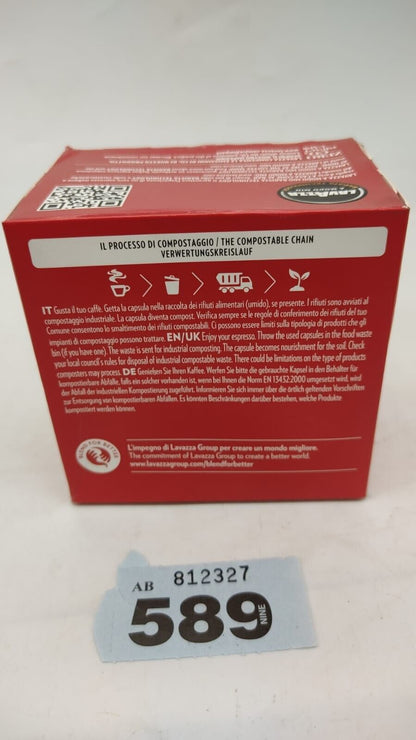 LAVAZZA
A MODO MIO
IL PROCESSO DI COMPOSTAGGIO / THE COMPOSTABLE CHAIN
VERWERTUNGSKREISLAUF
IT Gusta il tuo caffè. Getta la capsula nella raccolta dei rifiuti alimentari (umido), se presente. I rifiuti sono avviati al
compostaggio industriale. La capsula diventa compost. Verifica sempre se le regole di conferimento dei rifiuti del tuo
Comune consentono lo smaltimento dei rifiuti compostabili. Ci possono essere limiti sulla tipologia di prodotti che gli
impianti di compostaggio possono trattare. EN/UK Enjoy your espresso. Throw the used capsules in the food waste
bin (if you have one). The waste is sent for industrial composting. The capsule becomes nourishment for the soil. Check
your local council's rules for disposal of industrial compostable waste. There could be limitations on the type of products
composters may process. DE Genießen Sie Ihren Kaffee. Werfen Sie bitte die gebrauchte Kapsel in den Behälter für
kompostierbare Abfälle, falls ein solcher vorhanden ist, wenn bei Ihnen die Norm EN 13432:2000 umgesetzt wird, wird
der Abfall der industriellen Kompostierung zugeführt. Informieren Sie sich immer über die örtlich geltenden Vorschriften
zur Entsorgung von kompostierbaren Abfällen. Es könnten Beschränkungen darüber bestehen, welche Produkte
kompostiert werden können.
BLEND FOR BETTER
L'impegno di Lavazza Group per creare un mondo migliore.
The commitment of Lavazza Group to create a better world.
www.lavazzagroup.com/blendforbetter
AB 812327
589 NINE